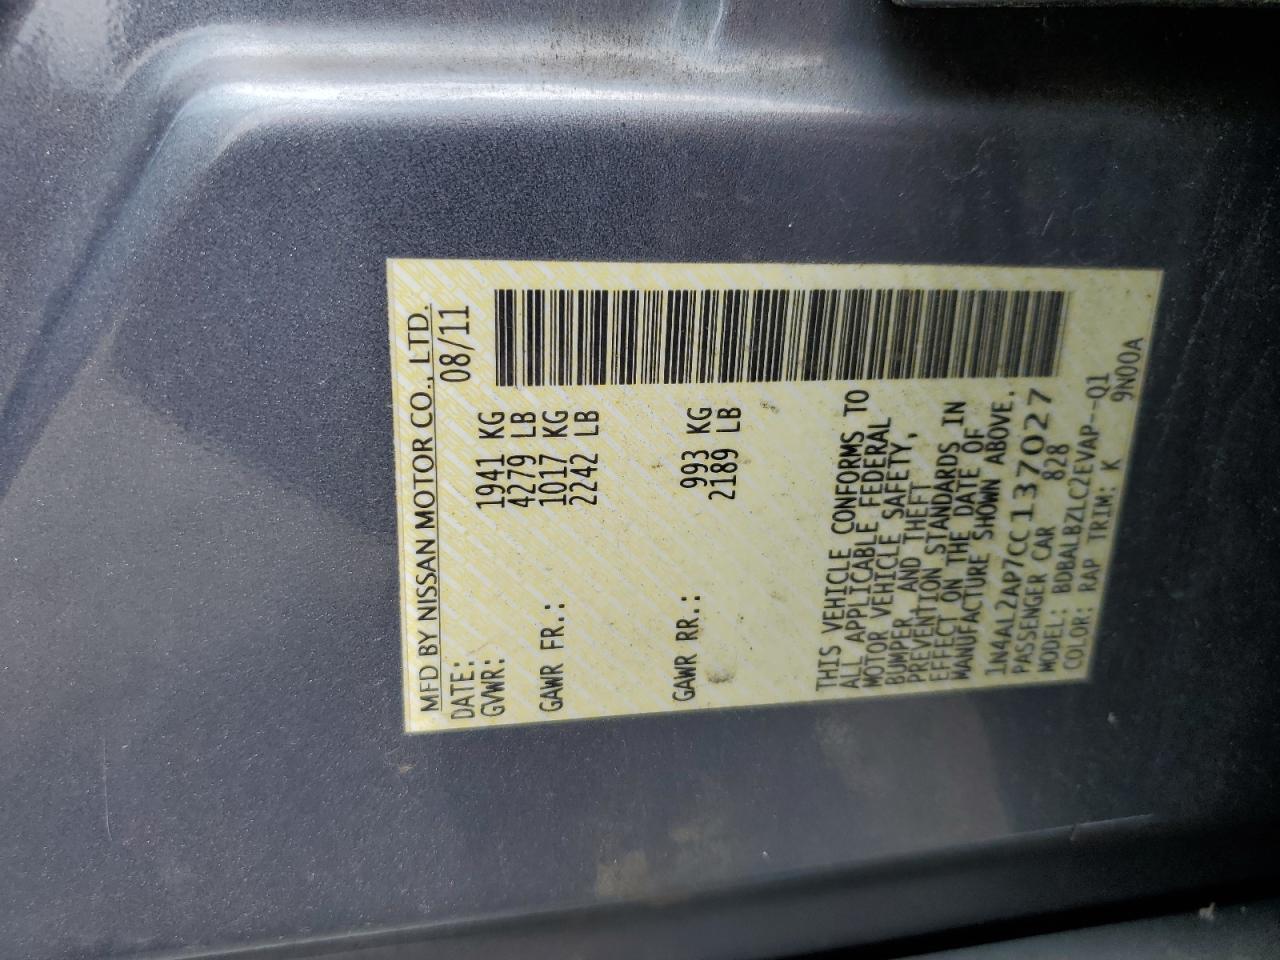 MFD BY NISSAN MOTOR CO., LTD.
DATE: 08/11
GVWR: 1941 KG
4279 LB
GAWR FR.: 1017 KG
2242 LB
GAWR RR.: 993 KG
2189 LB
THIS VEHICLE CONFORMS TO
ALL APPLICABLE FEDERAL
MOTOR VEHICLE SAFETY,
BUMPER, AND THEFT
PREVENTION STANDARDS IN
EFFECT ON THE DATE OF
MANUFACTURE SHOWN ABOVE.
1N4AL2AP7CC137027
PASSENGER CAR 828
MODEL: BDBALBZLC2EVAP--Q1
COLOR: RAP TRIM: K 9N00A